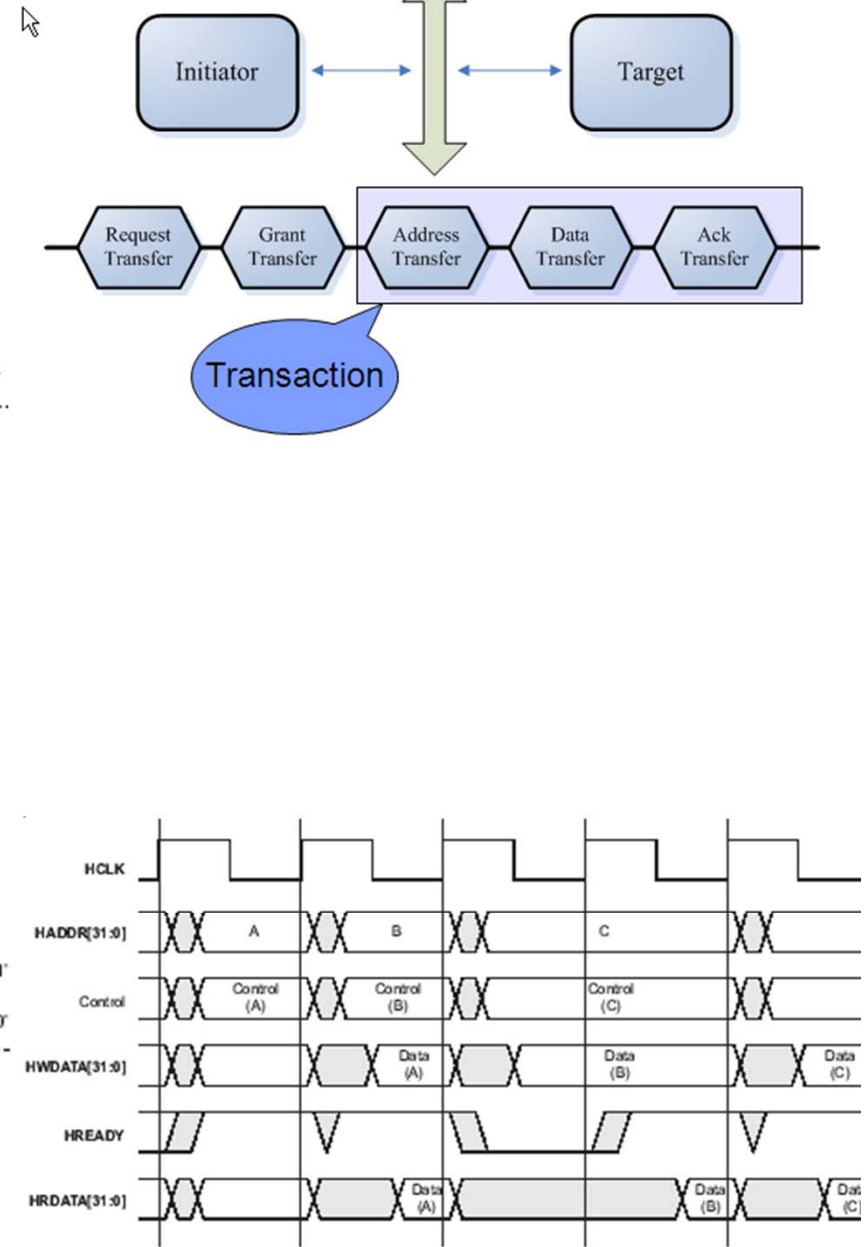 Initiator
Target
Request
Transfer
Grant
Transfer
Address
Transfer
Data
Transfer
Ack
Transfer
Transaction
HCLK
HADDR[31:0]
A
B
C
Control
Control
(A)
Control
(B)
Control
(C)
HWDATA[31:0]
Data
(A)
Data
(B)
Data
(C)
HREADY
HRDATA[31:0]
Data
(A)
Data
(B)
(C)